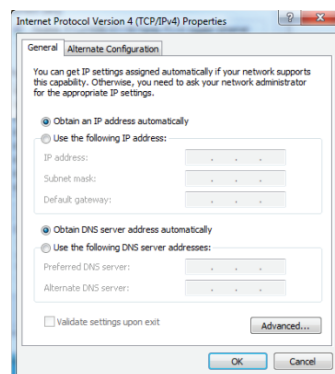 Internet Protocol Version 4 (TCP/IPv4) Properties
General Alternate Configuration
You can get IP settings assigned automatically if your network supports
this capability. Otherwise, you need to ask your network administrator
for the appropriate IP settings.
Obtain an IP address automatically
Use the following IP address:
IP address:
Subnet mask:
Default gateway:
Obtain DNS server address automatically
Use the following DNS server addresses:
Preferred DNS server:
Alternate DNS server:
Validate settings upon exit
Advanced...
OK Cancel